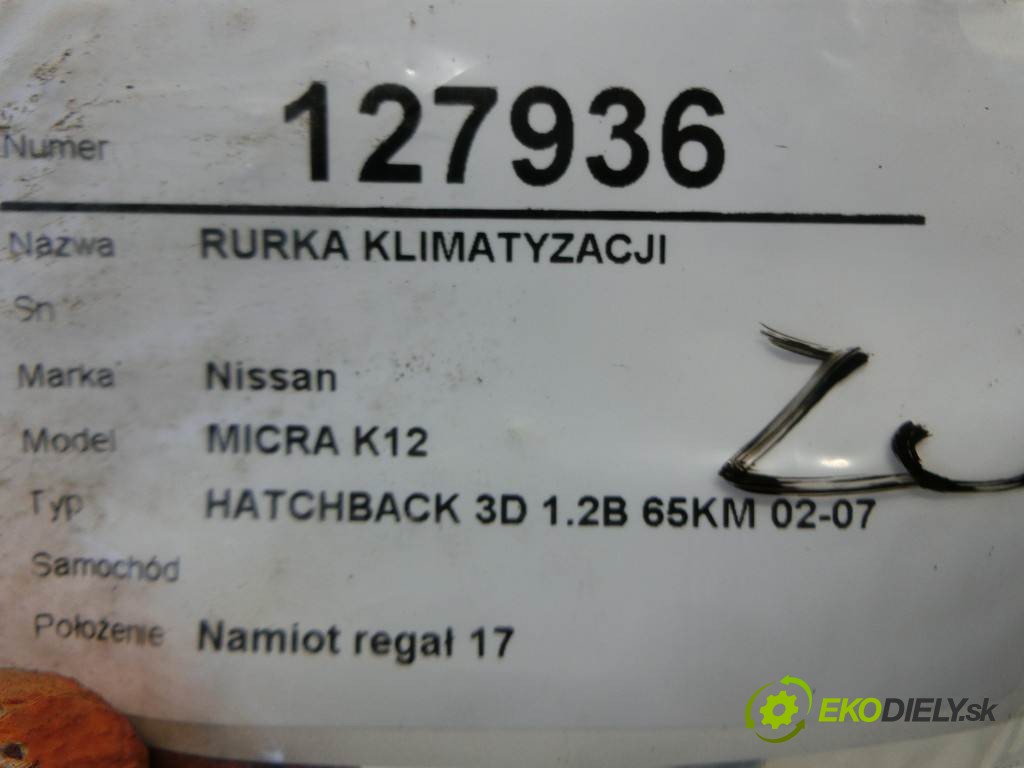 Numer 127936
Nazwa RURKA KLIMATYZACJI
Sn
Marka Nissan
Model MICRA K12
Typ HATCHBACK 3D 1.2B 65KM 02-07
Samochód
Położenie Namiot regał 17
EKODIELY.sk